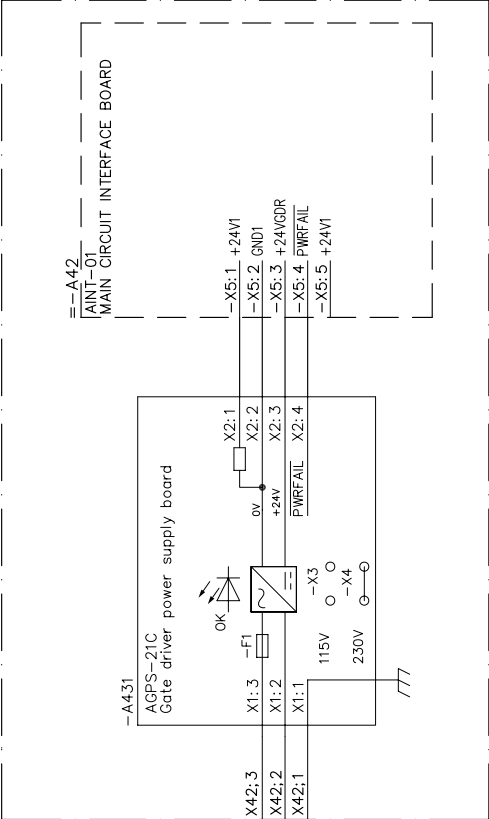 =-A42
AINT-01
MAIN CIRCUIT INTERFACE BOARD
-X5:1 +24V1
-X5:2 GND1
-X5:3 +24VGDR
-X5:4 PWRFAIL
-X5:5 +24V1
-A431
AGPS-21C
Gate driver power supply board
X2:1
X2:2
X2:3
X2:4
0V
+24V
PWRFAIL
OK
-F1
-X3
-X4
115V
230V
X1:3
X1:2
X1:1
X42;3
X42;2
X42;1